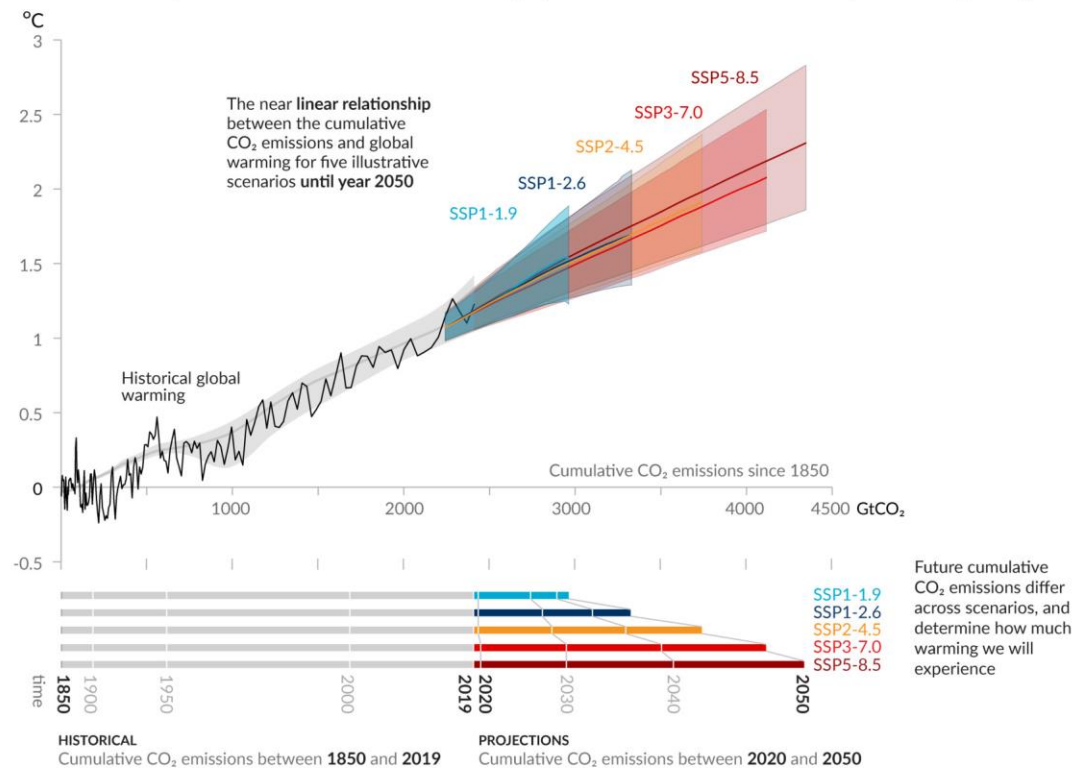 °C
3
2.5
2
1.5
1
0.5
0
-0.5
The near linear relationship
between the cumulative
CO₂ emissions and global
warming for five illustrative
scenarios until year 2050
SSP5-8.5
SSP3-7.0
SSP2-4.5
SSP1-2.6
SSP1-1.9
Historical global
warming
Cumulative CO₂ emissions since 1850
1000 2000 3000 4000 4500 GtCO₂
SSP1-1.9
SSP1-2.6
SSP2-4.5
SSP3-7.0
SSP5-8.5
Future cumulative
CO₂ emissions differ
across scenarios, and
determine how much
warming we will
experience
time 1850 1900 1950 2000 2019 2020 2030 2040 2050
HISTORICAL
Cumulative CO₂ emissions between 1850 and 2019
PROJECTIONS
Cumulative CO₂ emissions between 2020 and 2050